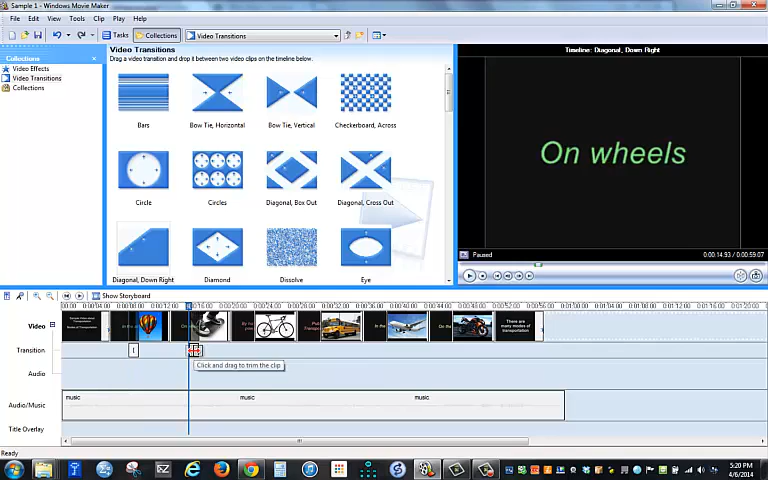 Sample 1 - Windows Movie Maker
File Edit View Tools Clip Play Help
Tasks Collections Video Transitions
Collections
Video Effects
Video Transitions
Collections
Video Transitions
Drag a video transition and drop it between two video clips on the timeline below.
Bars
Bow Tie, Horizontal
Bow Tie, Vertical
Checkerboard, Across
Circle
Circles
Diagonal, Box Out
Diagonal, Cross Out
Diagonal, Down Right
Diamond
Dissolve
Eye
Timeline: Diagonal, Down Right
On wheels
Paused
0:00:14.93 / 0:00:59.07
Show Storyboard
Video
There are many modes of
Transition
Click and drag to trim the clip
Audio
Audio/Music
music
music
music
Title Overlay
Ready
5:20 PM
4/6/2014